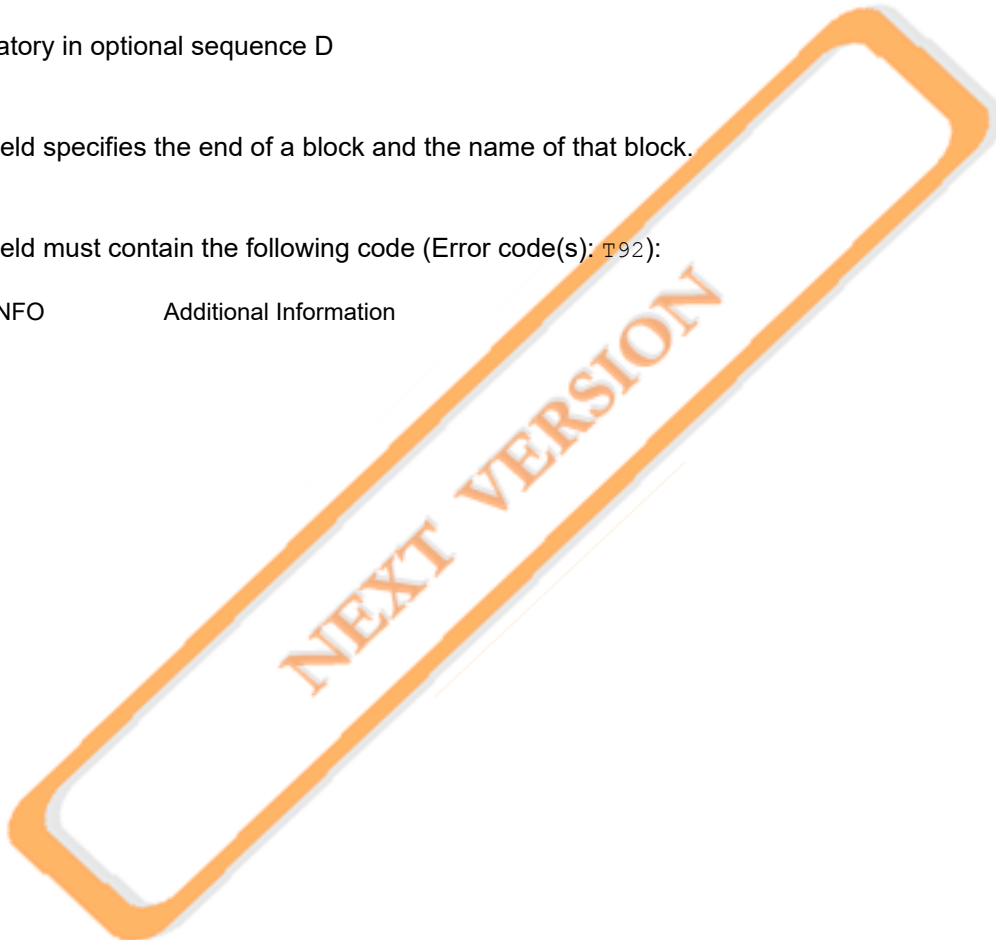 atory in optional sequence D
eld specifies the end of a block and the name of that block.
eld must contain the following code (Error code(s): T92):
NFO Additional Information
NEXT VERSION